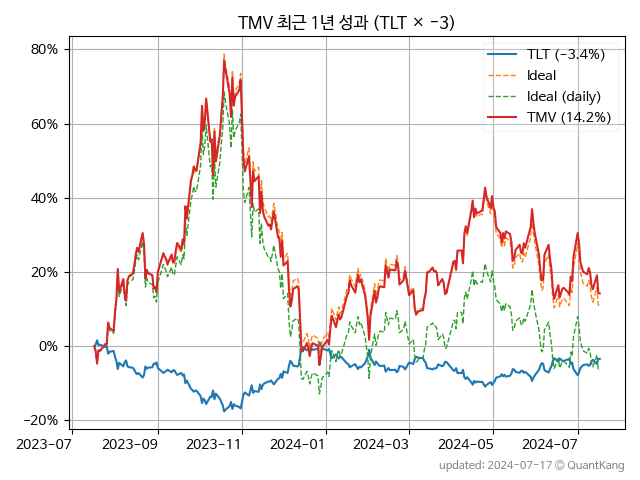 TMV 최근 1년 성과 (TLT × −3)
80%
60%
40%
20%
0%
−20%
TLT (−3.4%)
Ideal
Ideal (daily)
TMV (14.2%)
2023-07
2023-09
2023-11
2024-01
2024-03
2024-05
2024-07
updated: 2024-07-17 © QuantKang